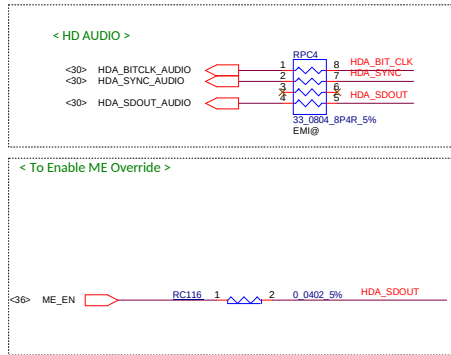 < HD AUDIO >
RPC4
<30> HDA_BITCLK_AUDIO 1 8 HDA_BIT_CLK
<30> HDA_SYNC_AUDIO 2 7 HDA_SYNC
3 6
<30> HDA_SDOUT_AUDIO 4 5 HDA_SDOUT
33_0804_8P4R_5%
EMI@
< To Enable ME Override >
<36> ME_EN RC116 1 2 0_0402_5% HDA_SDOUT